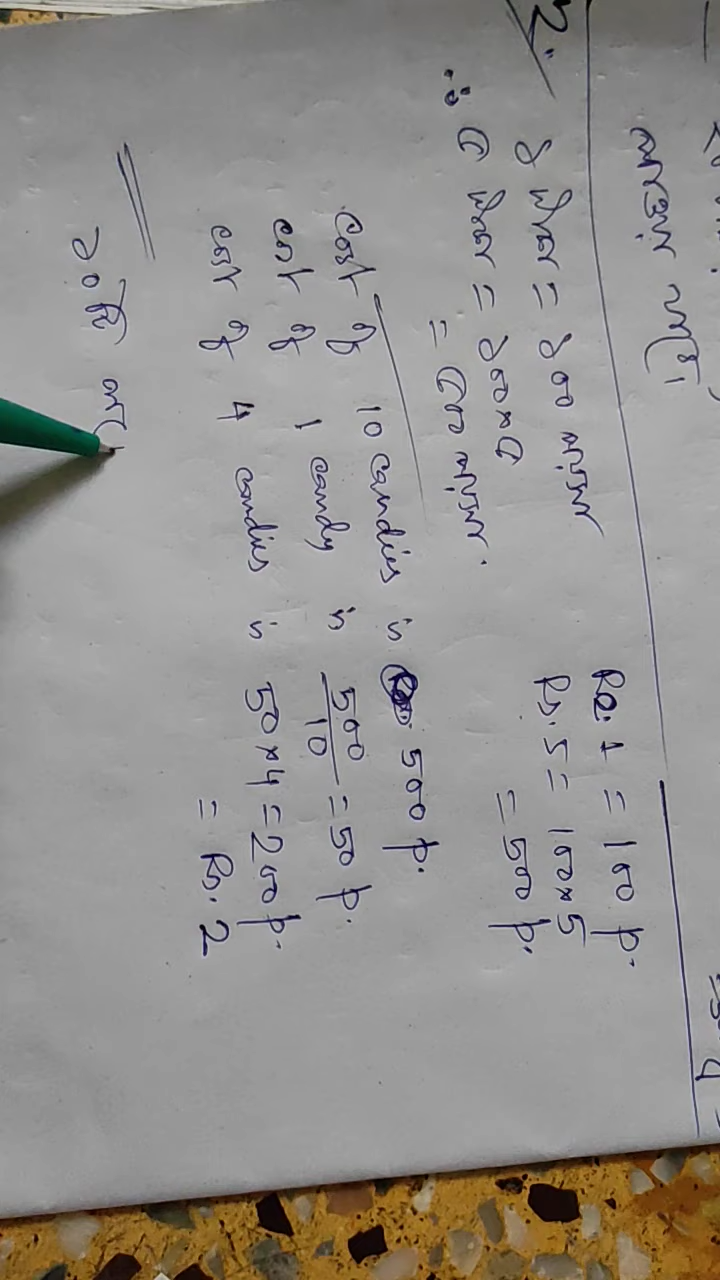 2.
১ টাকা = ১০০ পয়সা
Re. 1 = 100 p.
∴ ৫ টাকা = ১০০×৫
Rs. 5 = 100×5
= ৫০০ পয়সা.
= 500 p.
Cost of 10 candies is 500 p.
cost of 1 candy is 500/10 = 50 p.
cost of 4 candies is 50×4 = 200 p.
= Rs. 2
১০টি